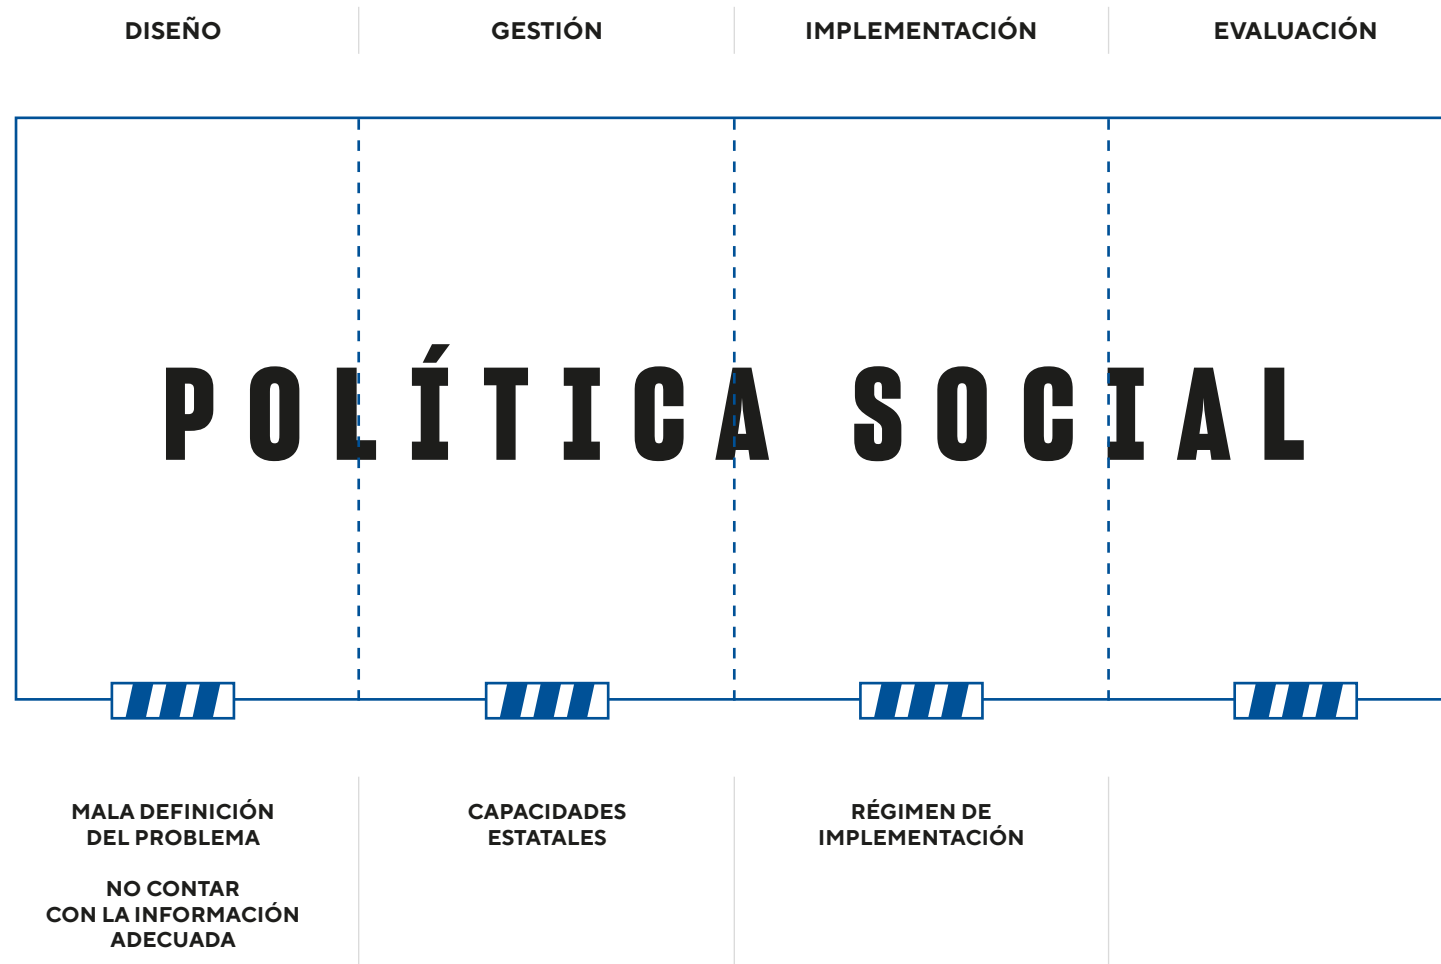 DISEÑO
GESTIÓN
IMPLEMENTACIÓN
EVALUACIÓN
POLÍTICA SOCIAL
MALA DEFINICIÓN
DEL PROBLEMA
NO CONTAR
CON LA INFORMACIÓN
ADECUADA
CAPACIDADES
ESTATALES
RÉGIMEN DE
IMPLEMENTACIÓN